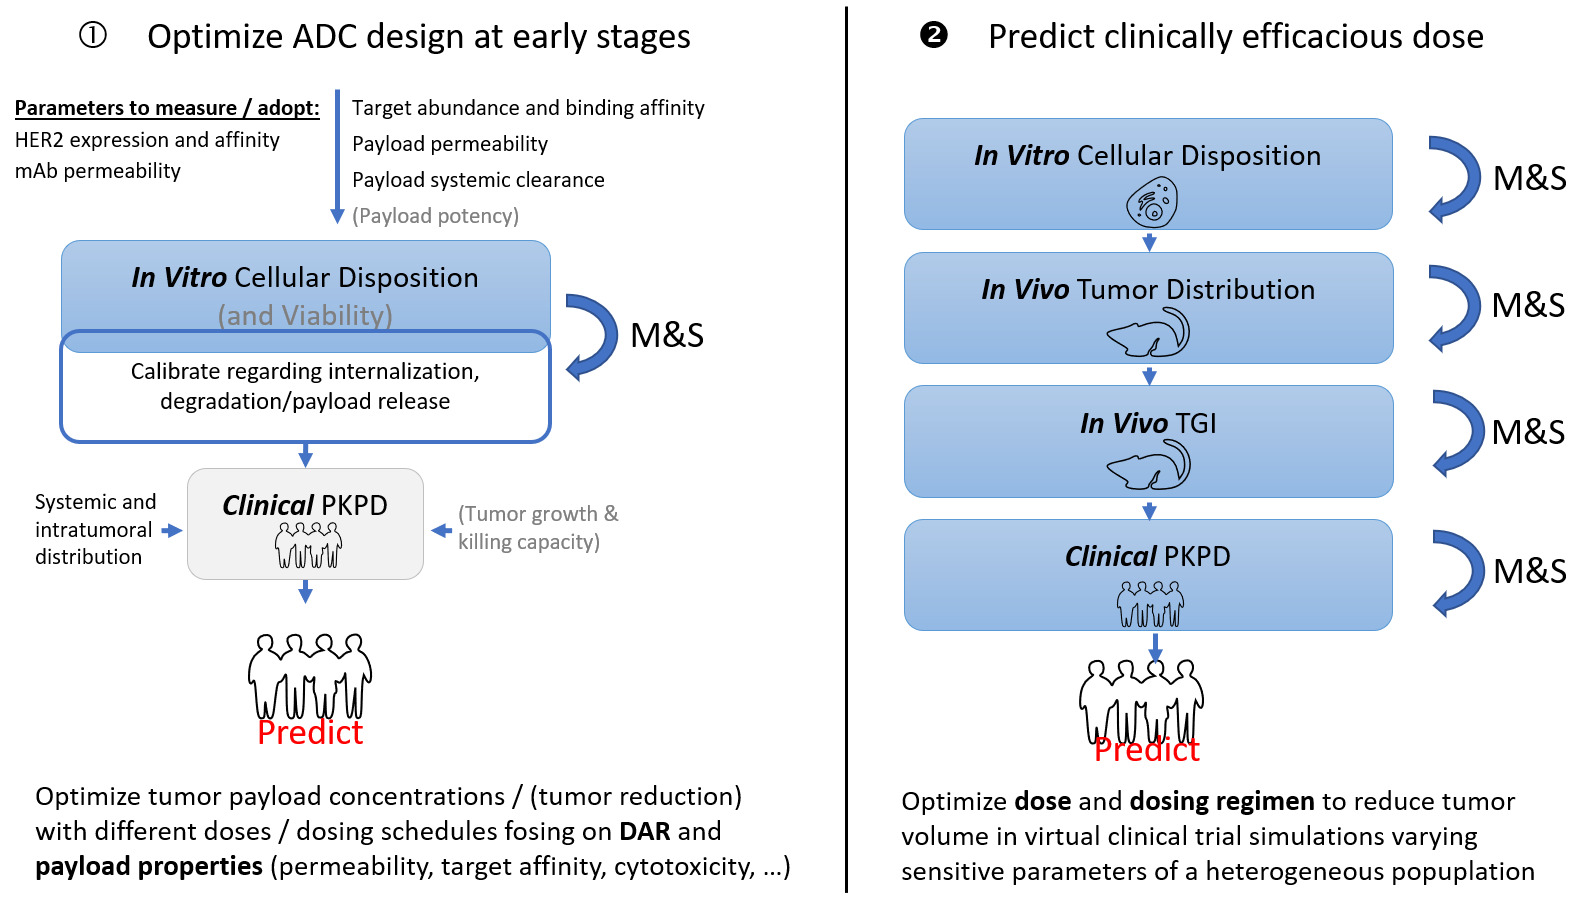 ① Optimize ADC design at early stages
Parameters to measure / adopt:
HER2 expression and affinity
mAb permeability
Target abundance and binding affinity
Payload permeability
Payload systemic clearance
(Payload potency)
In Vitro Cellular Disposition
(and Viability)
M&S
Calibrate regarding internalization,
degradation/payload release
Systemic and
intratumoral
distribution
Clinical PKPD
(Tumor growth &
killing capacity)
Predict
Optimize tumor payload concentrations / (tumor reduction)
with different doses / dosing schedules fosing on DAR and
payload properties (permeability, target affinity, cytotoxicity, ...)
❷ Predict clinically efficacious dose
In Vitro Cellular Disposition
M&S
In Vivo Tumor Distribution
M&S
In Vivo TGI
M&S
Clinical PKPD
M&S
Predict
Optimize dose and dosing regimen to reduce tumor
volume in virtual clinical trial simulations varying
sensitive parameters of a heterogeneous popuplation